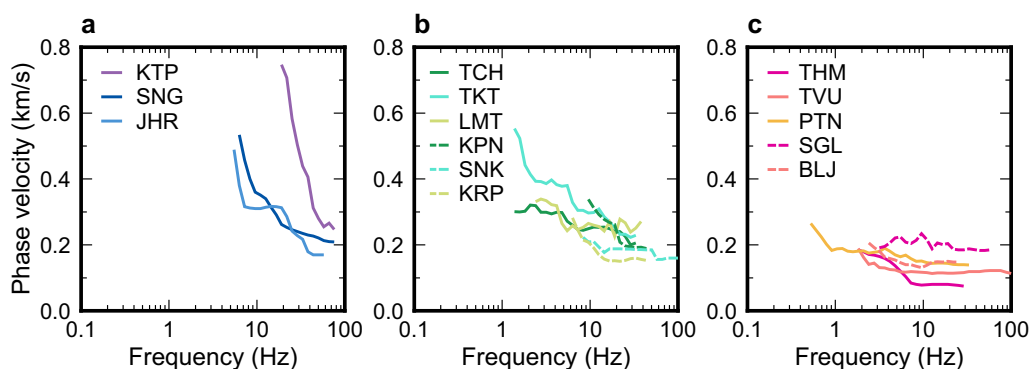 a
0.8
0.6
0.4
0.2
0.0
Phase velocity (km/s)
KTP
SNG
JHR
0.1
1
10
100
Frequency (Hz)
b
0.8
0.6
0.4
0.2
0.0
TCH
TKT
LMT
KPN
SNK
KRP
0.1
1
10
100
Frequency (Hz)
c
0.8
0.6
0.4
0.2
0.0
THM
TVU
PTN
SGL
BLJ
0.1
1
10
100
Frequency (Hz)